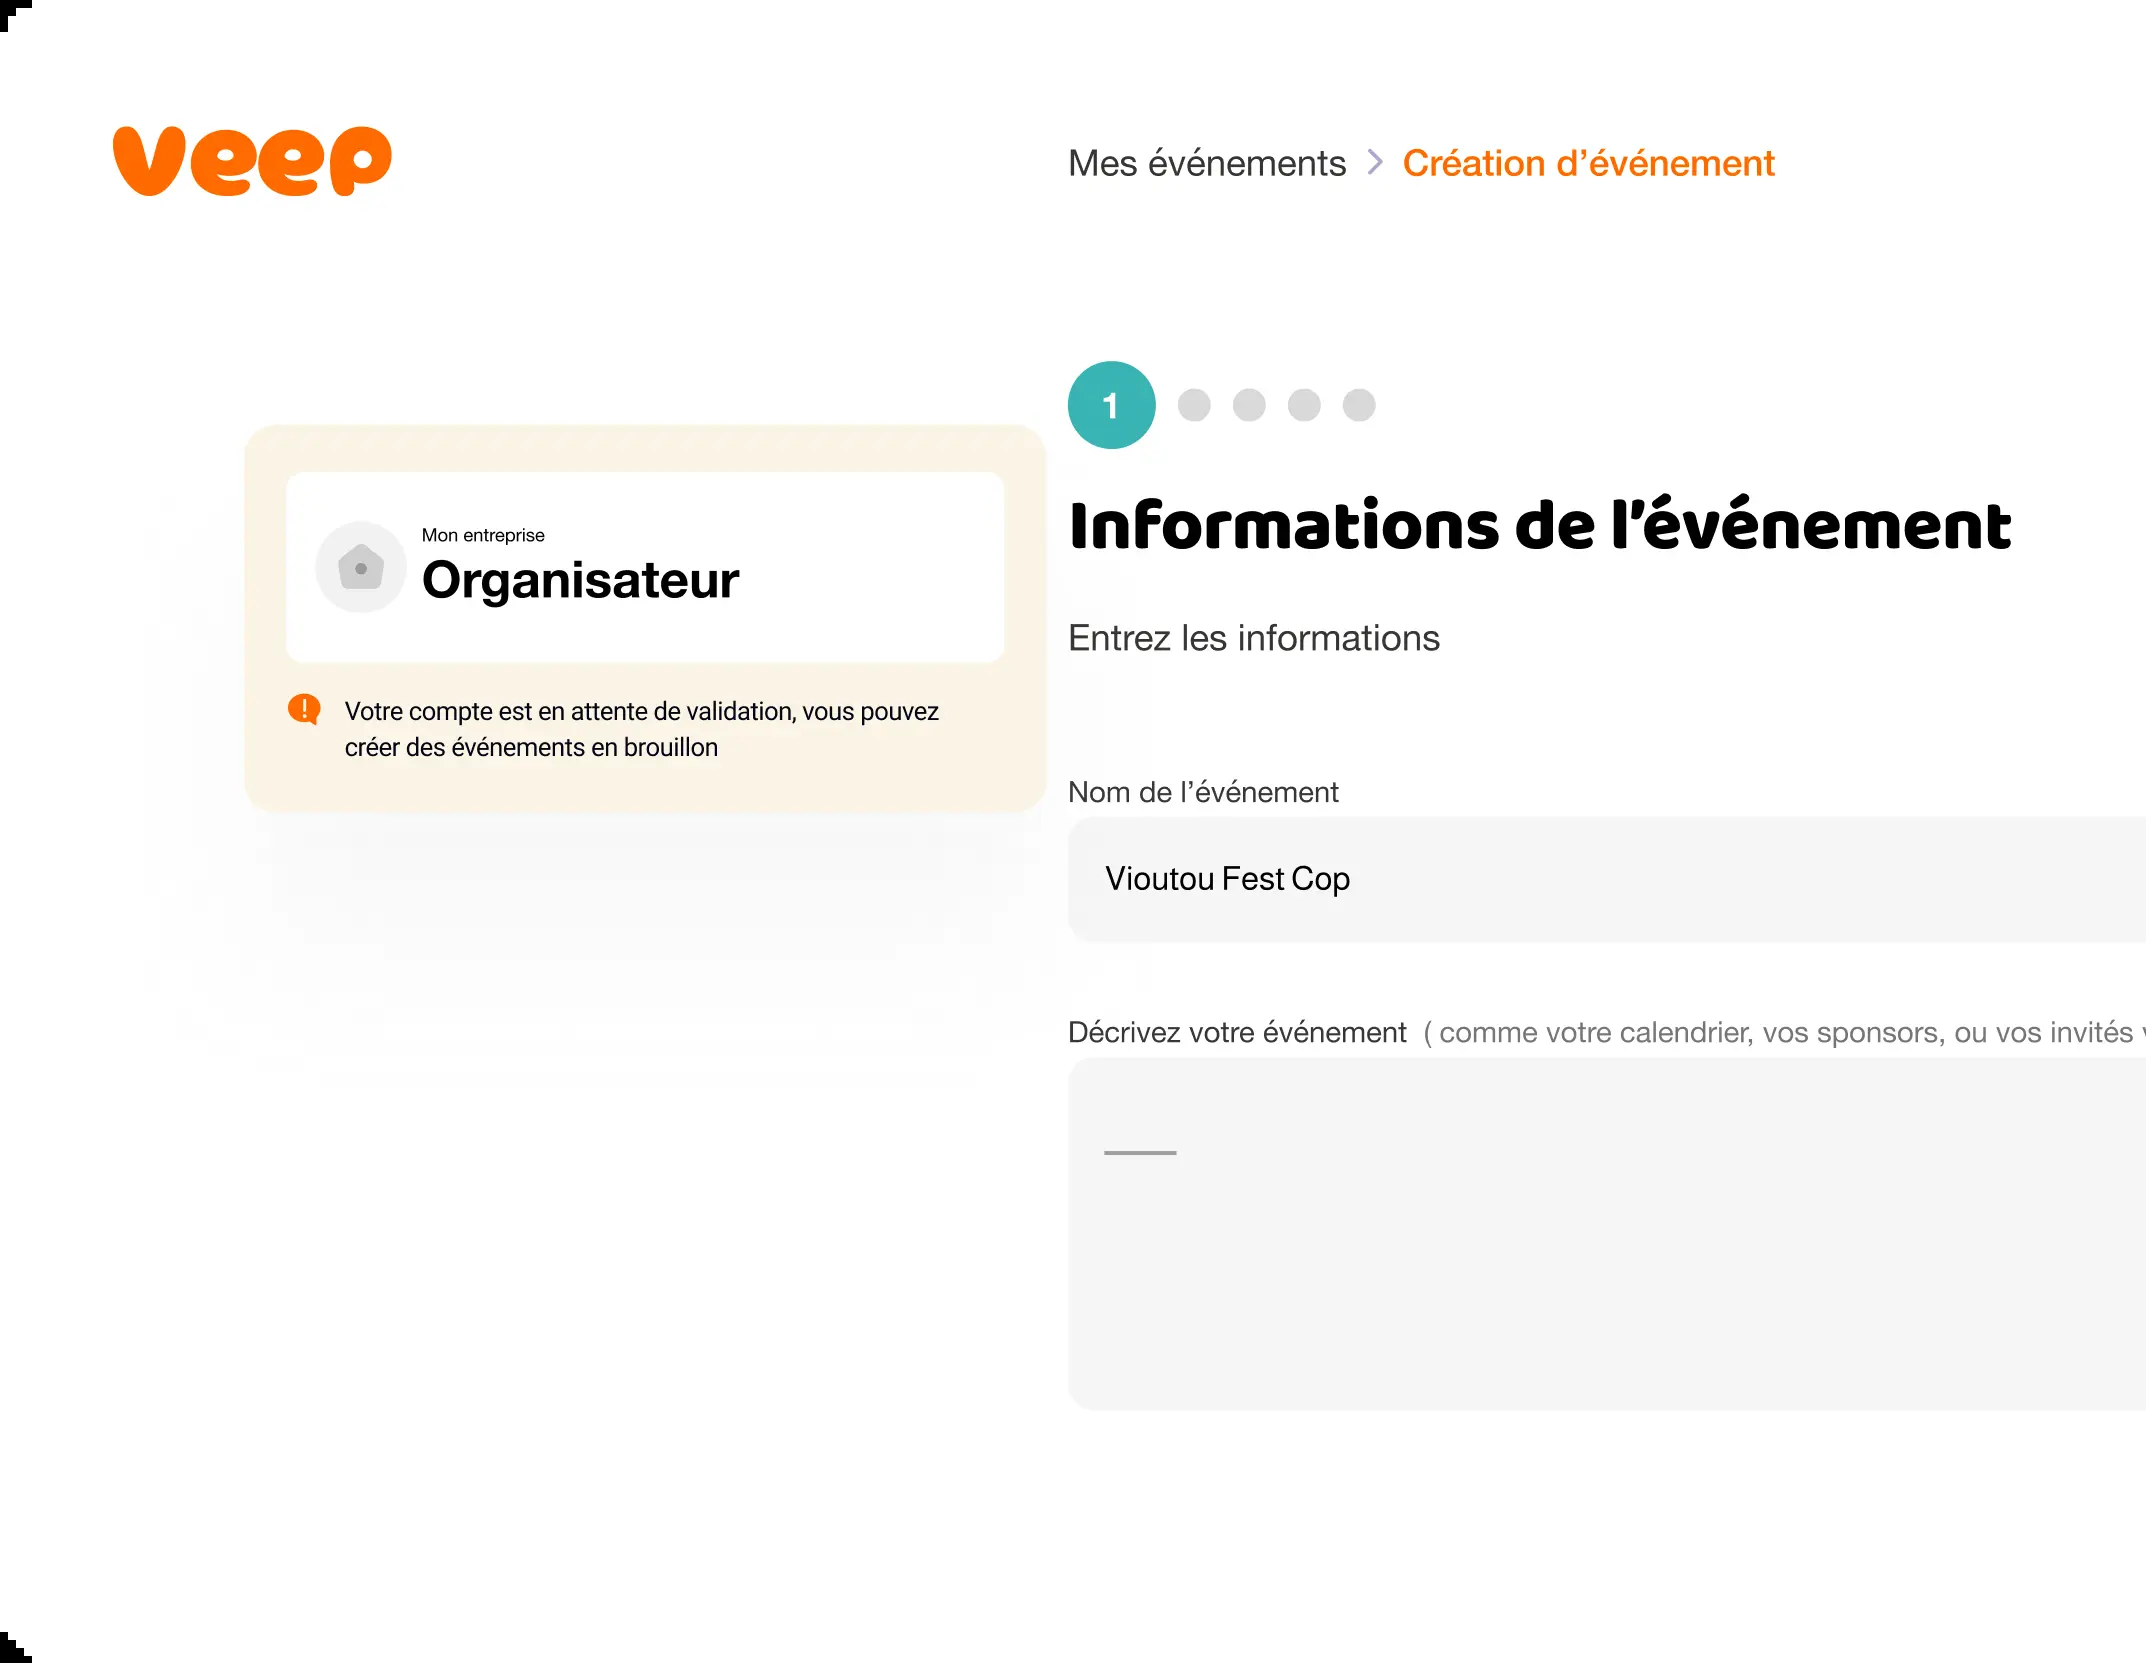 veep
Mes événements > Création d’événement
1
Mon entreprise
Organisateur
Votre compte est en attente de validation, vous pouvez
créer des événements en brouillon
Informations de l’événement
Entrez les informations
Nom de l’événement
Vioutou Fest Cop
Décrivez votre événement ( comme votre calendrier, vos sponsors, ou vos invités